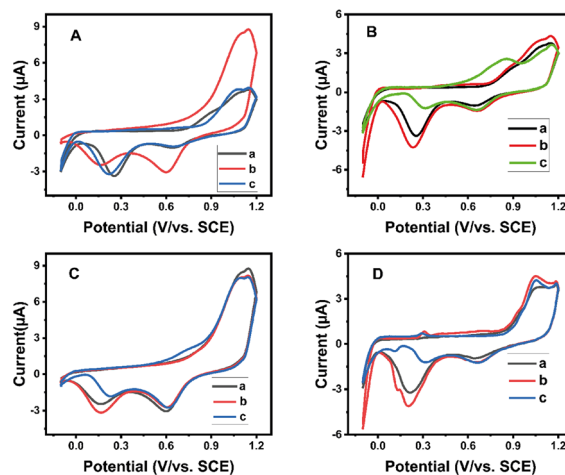 A
Current (μA)
9
6
3
0
-3
0.0 0.3 0.6 0.9 1.2
Potential (V/vs. SCE)
a
b
c
B
Current (μA)
6
3
0
-3
-6
0.0 0.3 0.6 0.9 1.2
Potential (V/vs. SCE)
a
b
c
C
Current(μA)
9
6
3
0
-3
0.0 0.3 0.6 0.9 1.2
Potential (V/vs. SCE)
a
b
c
D
Current (μA)
6
3
0
-3
-6
0.0 0.3 0.6 0.9 1.2
Potential (V/vs. SCE)
a
b
c